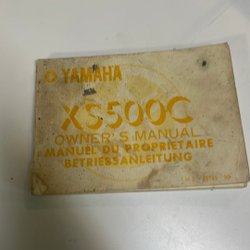 YAMAHA
XS500C
OWNER'S MANUAL
MANUEL DU PROPRIETAIRE
BETRIEBSANLEITUNG